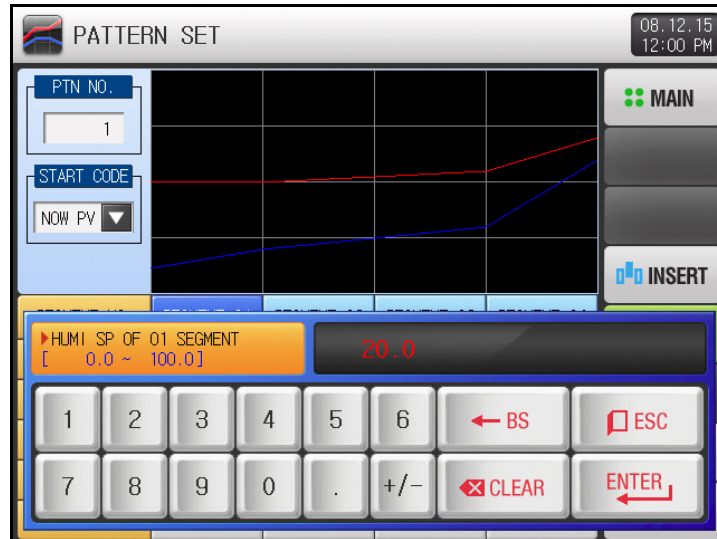 PATTERN SET
08.12.15
12:00 PM
PTN NO.
1
START CODE
NOW PV
MAIN
INSERT
HUMI SP OF 01 SEGMENT
[ 0.0 ~ 100.0]
20.0
1 2 3 4 5 6 BS ESC
7 8 9 0 . +/- CLEAR ENTER